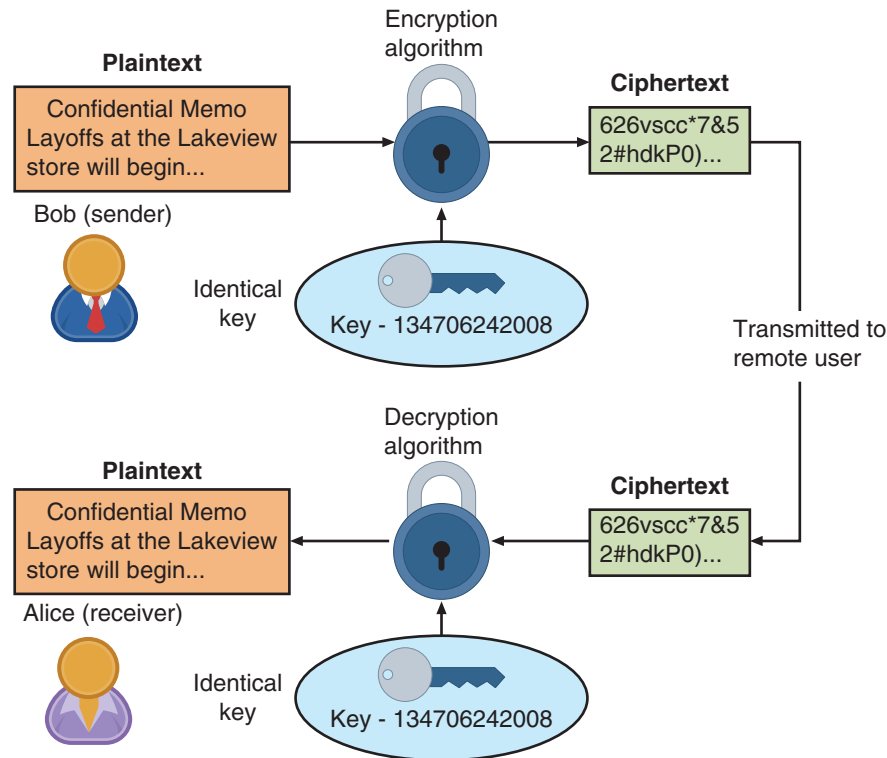 Encryption
algorithm
Plaintext
Confidential Memo
Layoffs at the Lakeview
store will begin...
Ciphertext
626vscc*7&5
2#hdkP0)...
Bob (sender)
Identical
key
Key - 134706242008
Transmitted to
remote user
Decryption
algorithm
Plaintext
Confidential Memo
Layoffs at the Lakeview
store will begin...
Ciphertext
626vscc*7&5
2#hdkP0)...
Alice (receiver)
Identical
key
Key - 134706242008